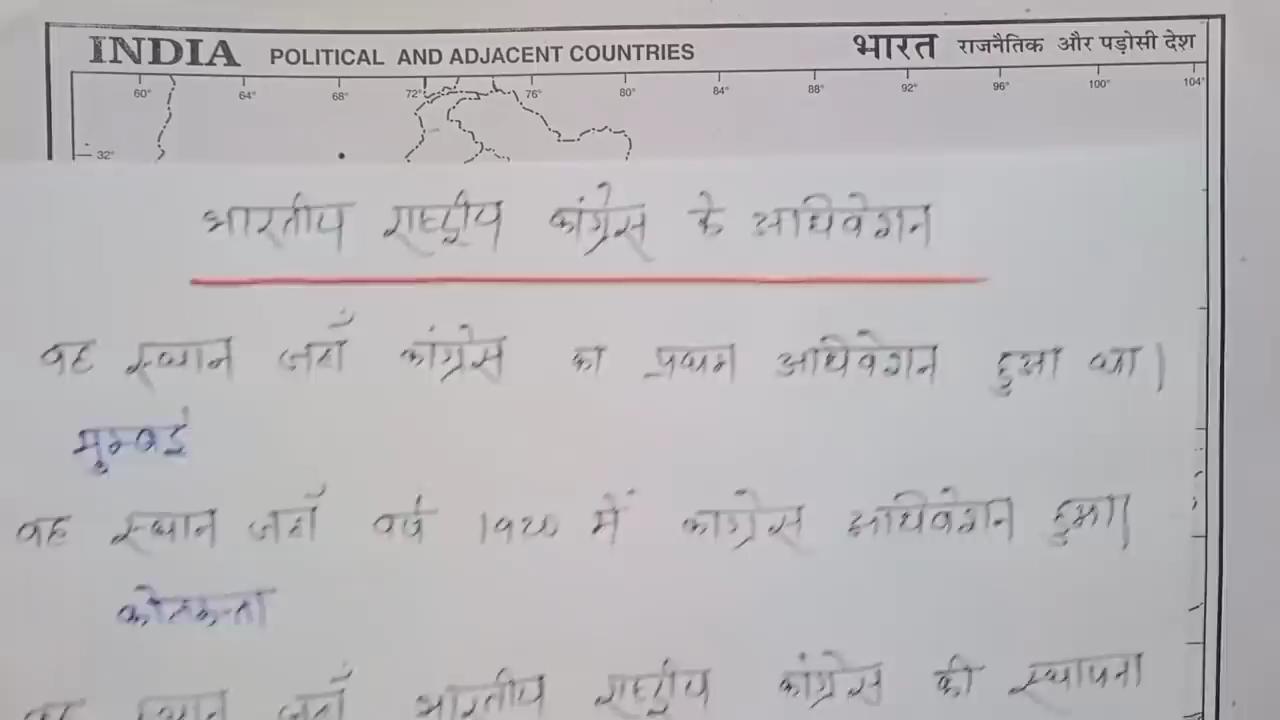 INDIA POLITICAL AND ADJACENT COUNTRIES भारत राजनैतिक और पड़ोसी देश
60° 64° 68° 72° 76° 80° 84° 88° 92° 96° 100° 104°
32°
भारतीय राष्ट्रीय कांग्रेस के अधिवेशन
वह स्थान जहाँ कांग्रेस का प्रथम अधिवेशन हुआ था।
मुम्बई
वह स्थान जहाँ वर्ष 1920 में कांग्रेस अधिवेशन हुआ।
कोलकता
वह स्थान जहाँ भारतीय राष्ट्रीय कांग्रेस की स्थापना